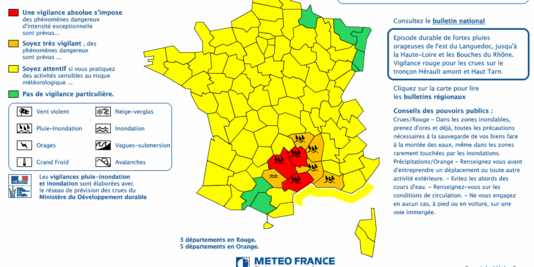 Une vigilance absolue s'impose
des phénomènes dangereux
d'intensité exceptionnelle
sont prévus...
Soyez très vigilant , des
phénomènes dangereux
sont prévus ...
Soyez attentif si vous pratiquez
des activités sensibles au risque
météorologique ...
Pas de vigilance particulière.
Vent violent
Neige-verglas
Pluie-Inondation
Inondation
Orages
Vagues-submersion
Grand Froid
Avalanches
Les vigilances pluie-inondation
et inondation sont élaborées avec
le réseau de prévision des crues du
Ministère du Développement durable
3 départements en Rouge.
5 départements en Orange.
METEO FRANCE
Consultez le bulletin national
Episode durable de fortes pluies
orageuses de l'est du Languedoc, jusqu'à
la Haute-Loire et les Bouches du Rhône.
Vigilance rouge pour les crues sur le
tronçon Hérault amont et Haut Tarn.
Cliquez sur la carte pour lire
les bulletins régionaux
Conseils des pouvoirs publics :
Crues/Rouge - Dans les zones inondables,
prenez d'ores et déjà, toutes les précautions
nécessaires à la sauvegarde de vos biens face
à la montée des eaux, même dans les zones
rarement touchées par les inondations.
Précipitations/Orange - Renseignez vous avant
d'entreprendre un déplacement ou toute autre
activité extérieure. - Evitez les abords des
cours d'eau. - Renseignez-vous sur les
conditions de circulation. - Ne vous engagez
en aucun cas, à pied ou en voiture, sur une
voie immergée.